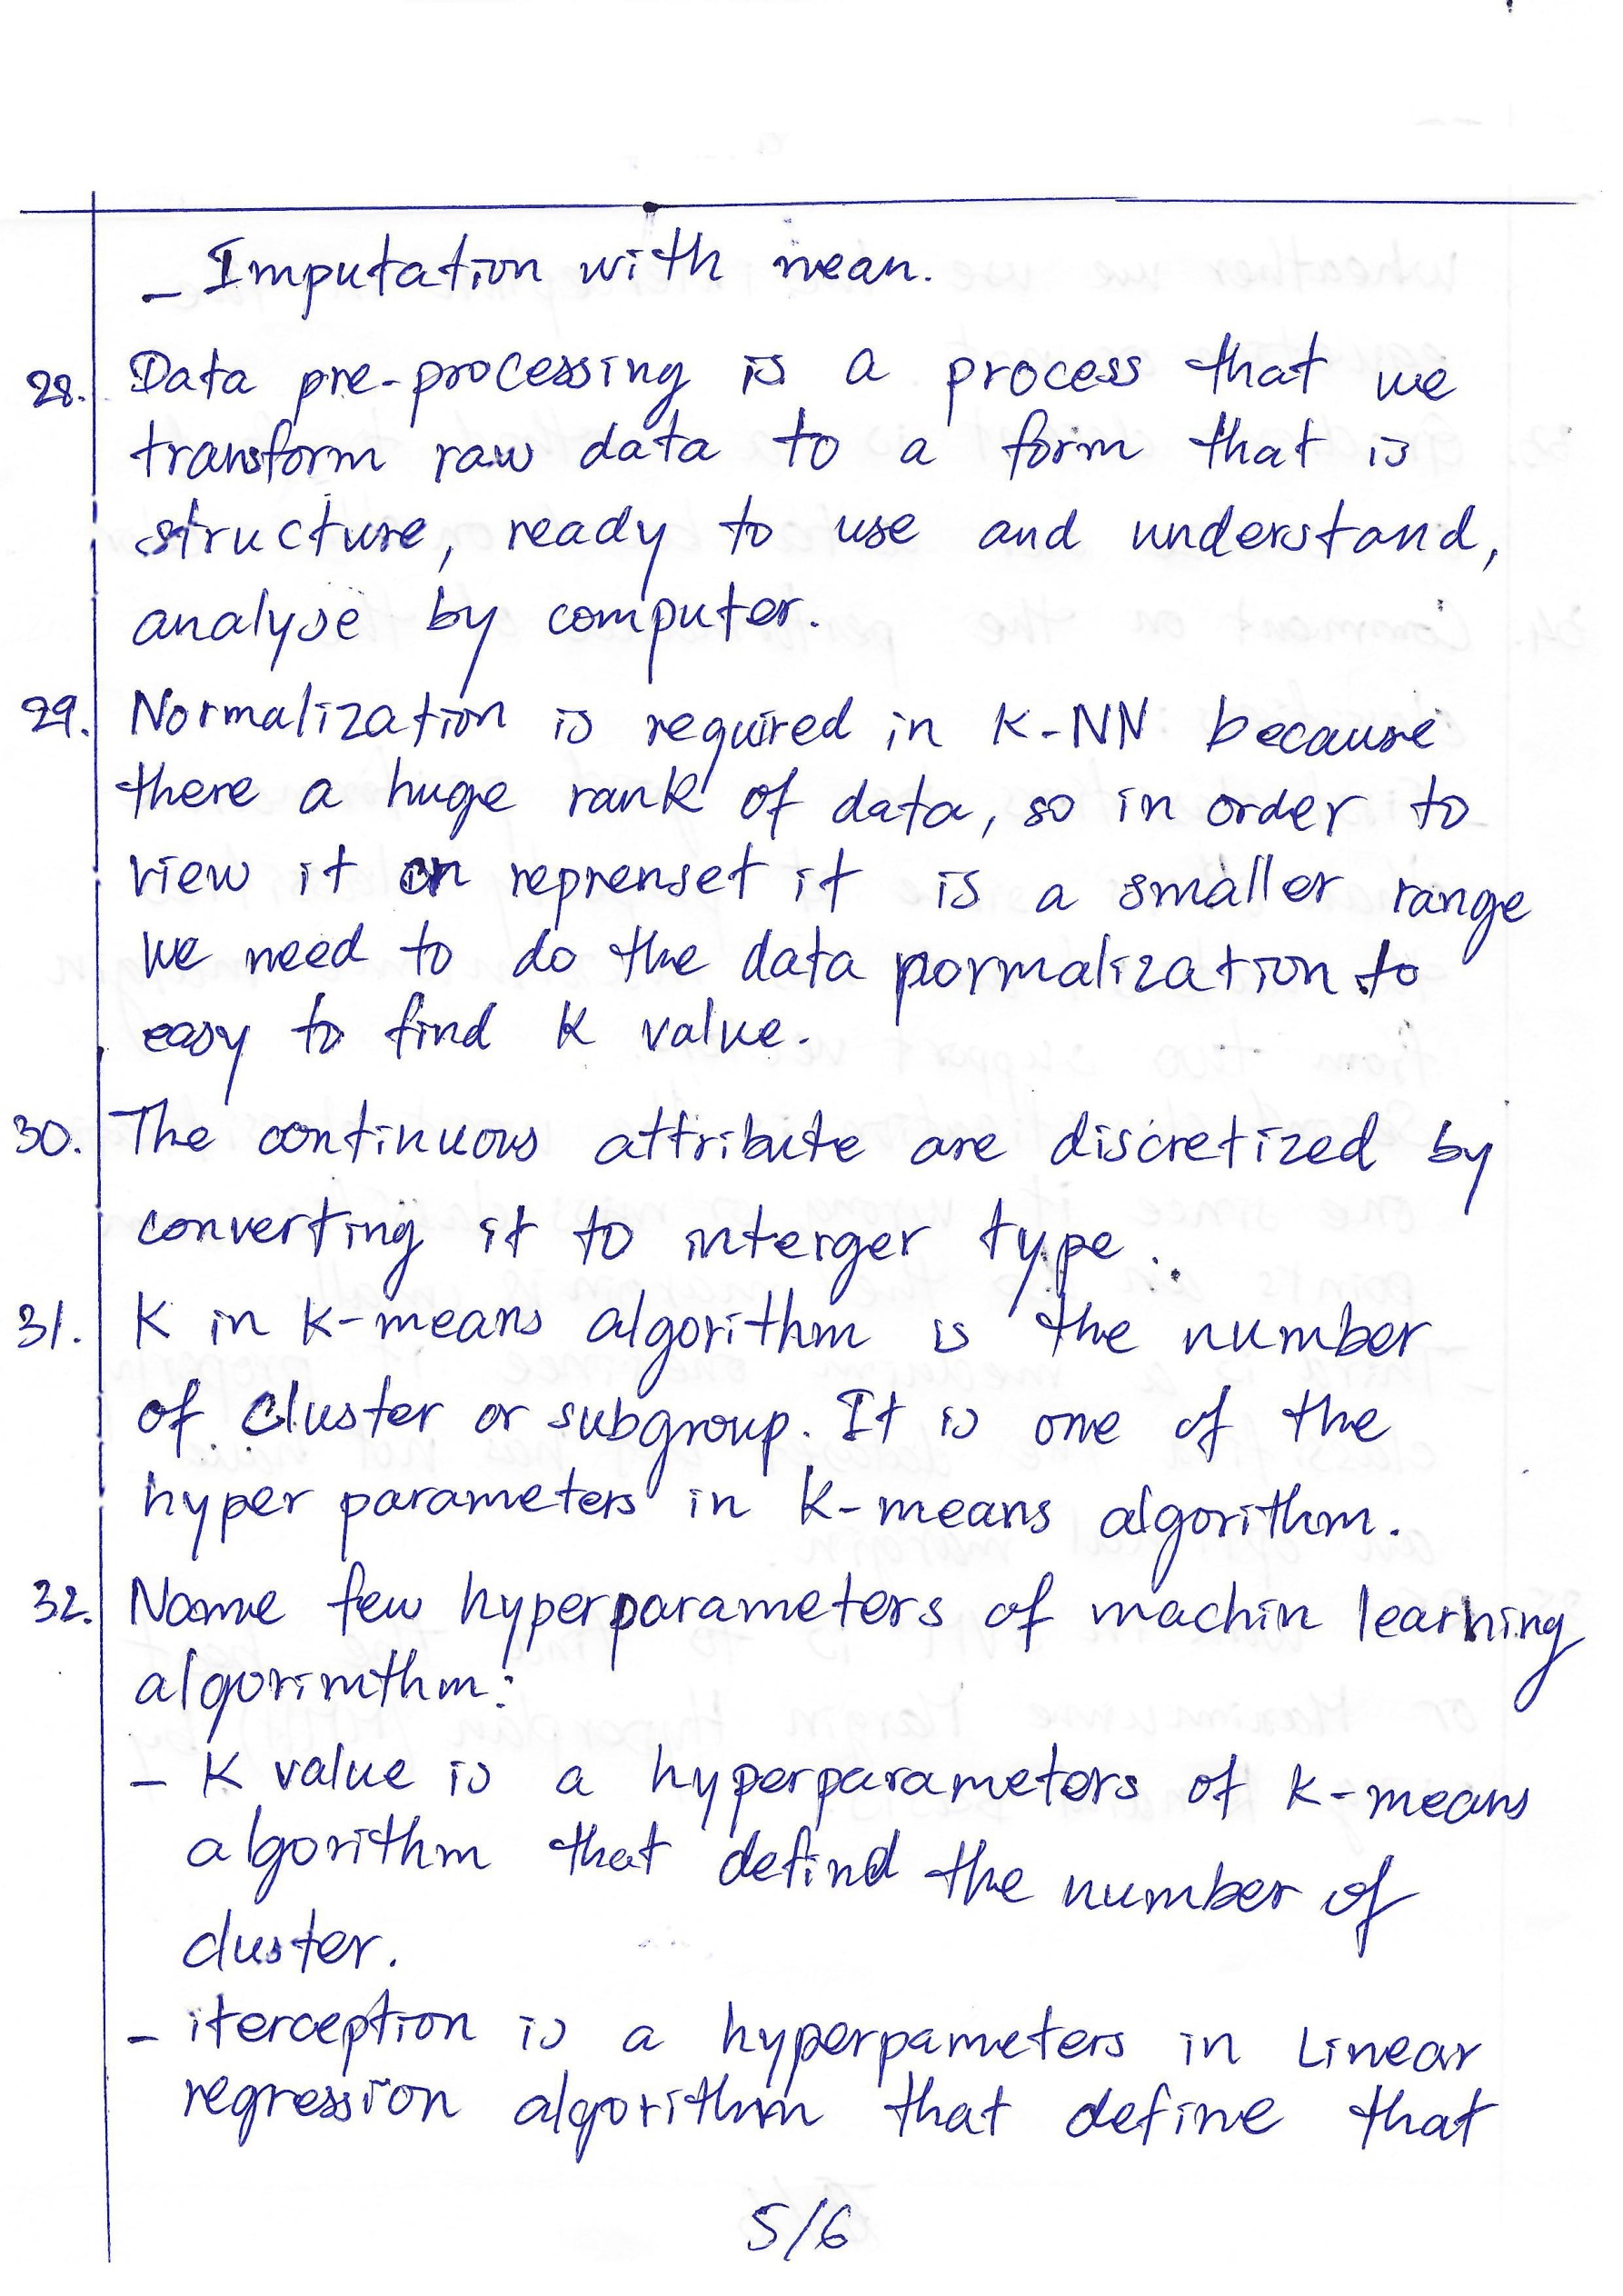 - Imputation with mean.
28. Data pre-processing is a process that we
transform raw data to a form that is
structure, ready to use and understand,
analyse by computer.
29. Normalization is required in K-NN because
there a huge rank of data, so in order to
view it or reprenset it is a smaller range
we need to do the data normalization to
easy to find K value.
30. The continuous attribute are discretized by
converting it to interger type.
31. K in K-means algorithm is the number
of cluster or subgroup. It is one of the
hyper parameters in K-means algorithm.
32. Name few hyperparameters of machin learning
algorimthm:
- K value is a hyperparameters of K-means
algorithm that defind the number of
cluster.
- iterception is a hyperpameters in Linear
regression algorithm that define that
5/6